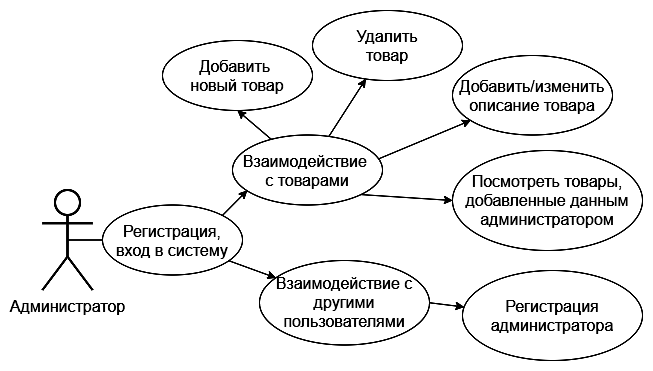 Удалить
товар
Добавить
новый товар
Добавить/изменить
описание товара
Взаимодействие
с товарами
Посмотреть товары,
добавленные данным
администратором
Регистрация,
вход в систему
Администратор
Взаимодействие с
другими
пользователями
Регистрация
администратора